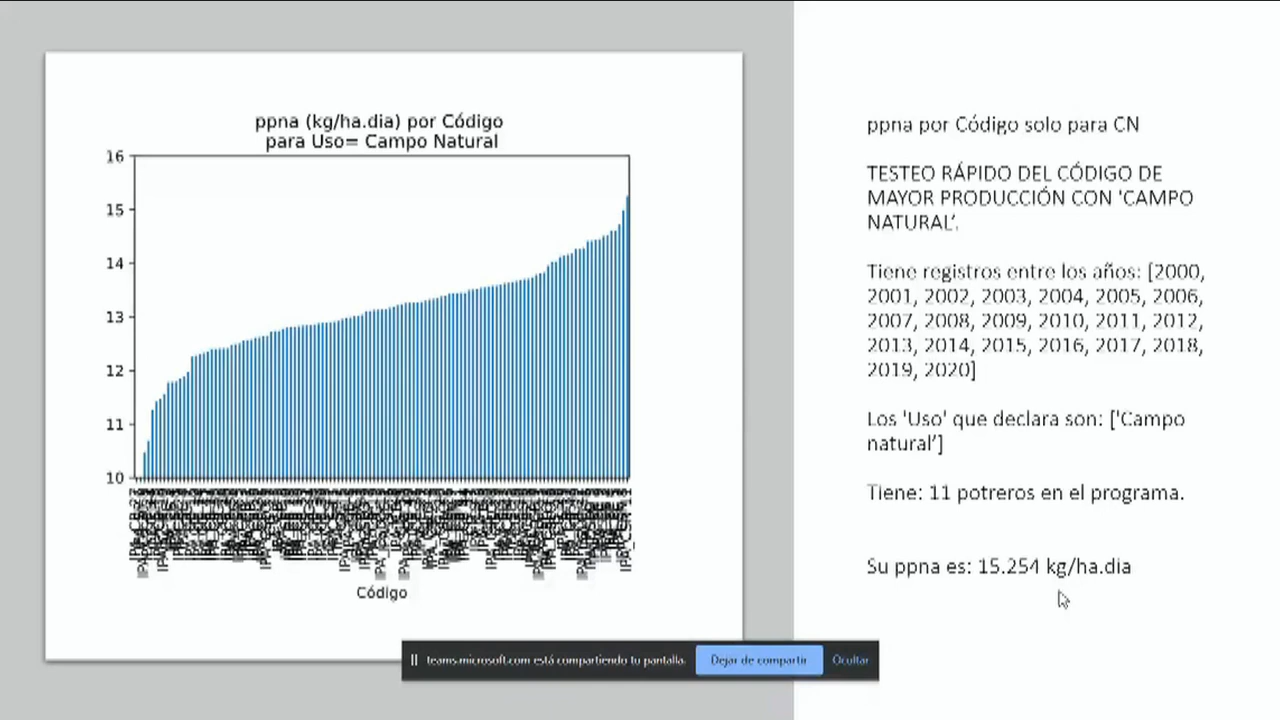 ppna (kg/ha.dia) por Código
para Uso= Campo Natural
16
15
14
13
12
11
10
Código
ppna por Código solo para CN
TESTEO RÁPIDO DEL CÓDIGO DE
MAYOR PRODUCCIÓN CON 'CAMPO
NATURAL'.
Tiene registros entre los años: [2000,
2001, 2002, 2003, 2004, 2005, 2006,
2007, 2008, 2009, 2010, 2011, 2012,
2013, 2014, 2015, 2016, 2017, 2018,
2019, 2020]
Los 'Uso' que declara son: ['Campo
natural']
Tiene: 11 potreros en el programa.
Su ppna es: 15.254 kg/ha.dia
teams.microsoft.com está compartiendo tu pantalla.
Dejar de compartir
Ocultar